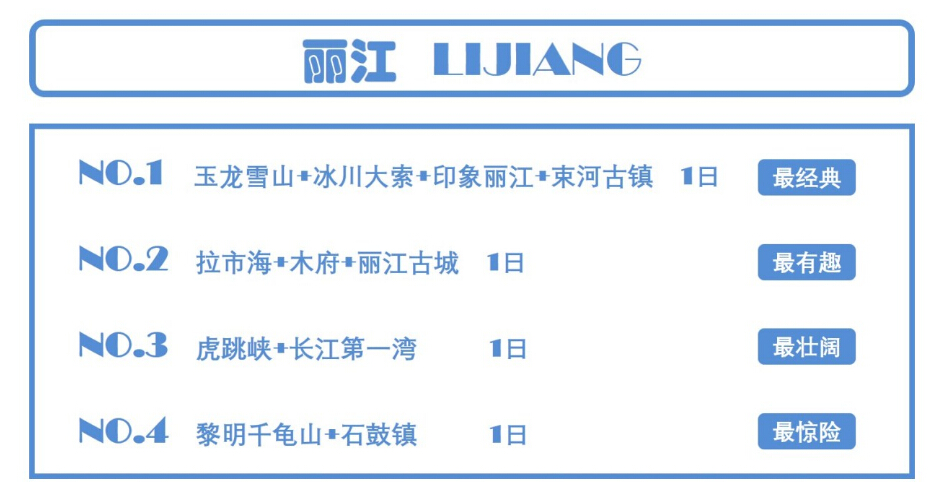 丽江 LIJIANG
NO.1 玉龙雪山+冰川大索+印象丽江+束河古镇 1日 最经典
NO.2 拉市海+木府+丽江古城 1日 最有趣
NO.3 虎跳峡+长江第一湾 1日 最壮阔
NO.4 黎明千龟山+石鼓镇 1日 最惊险